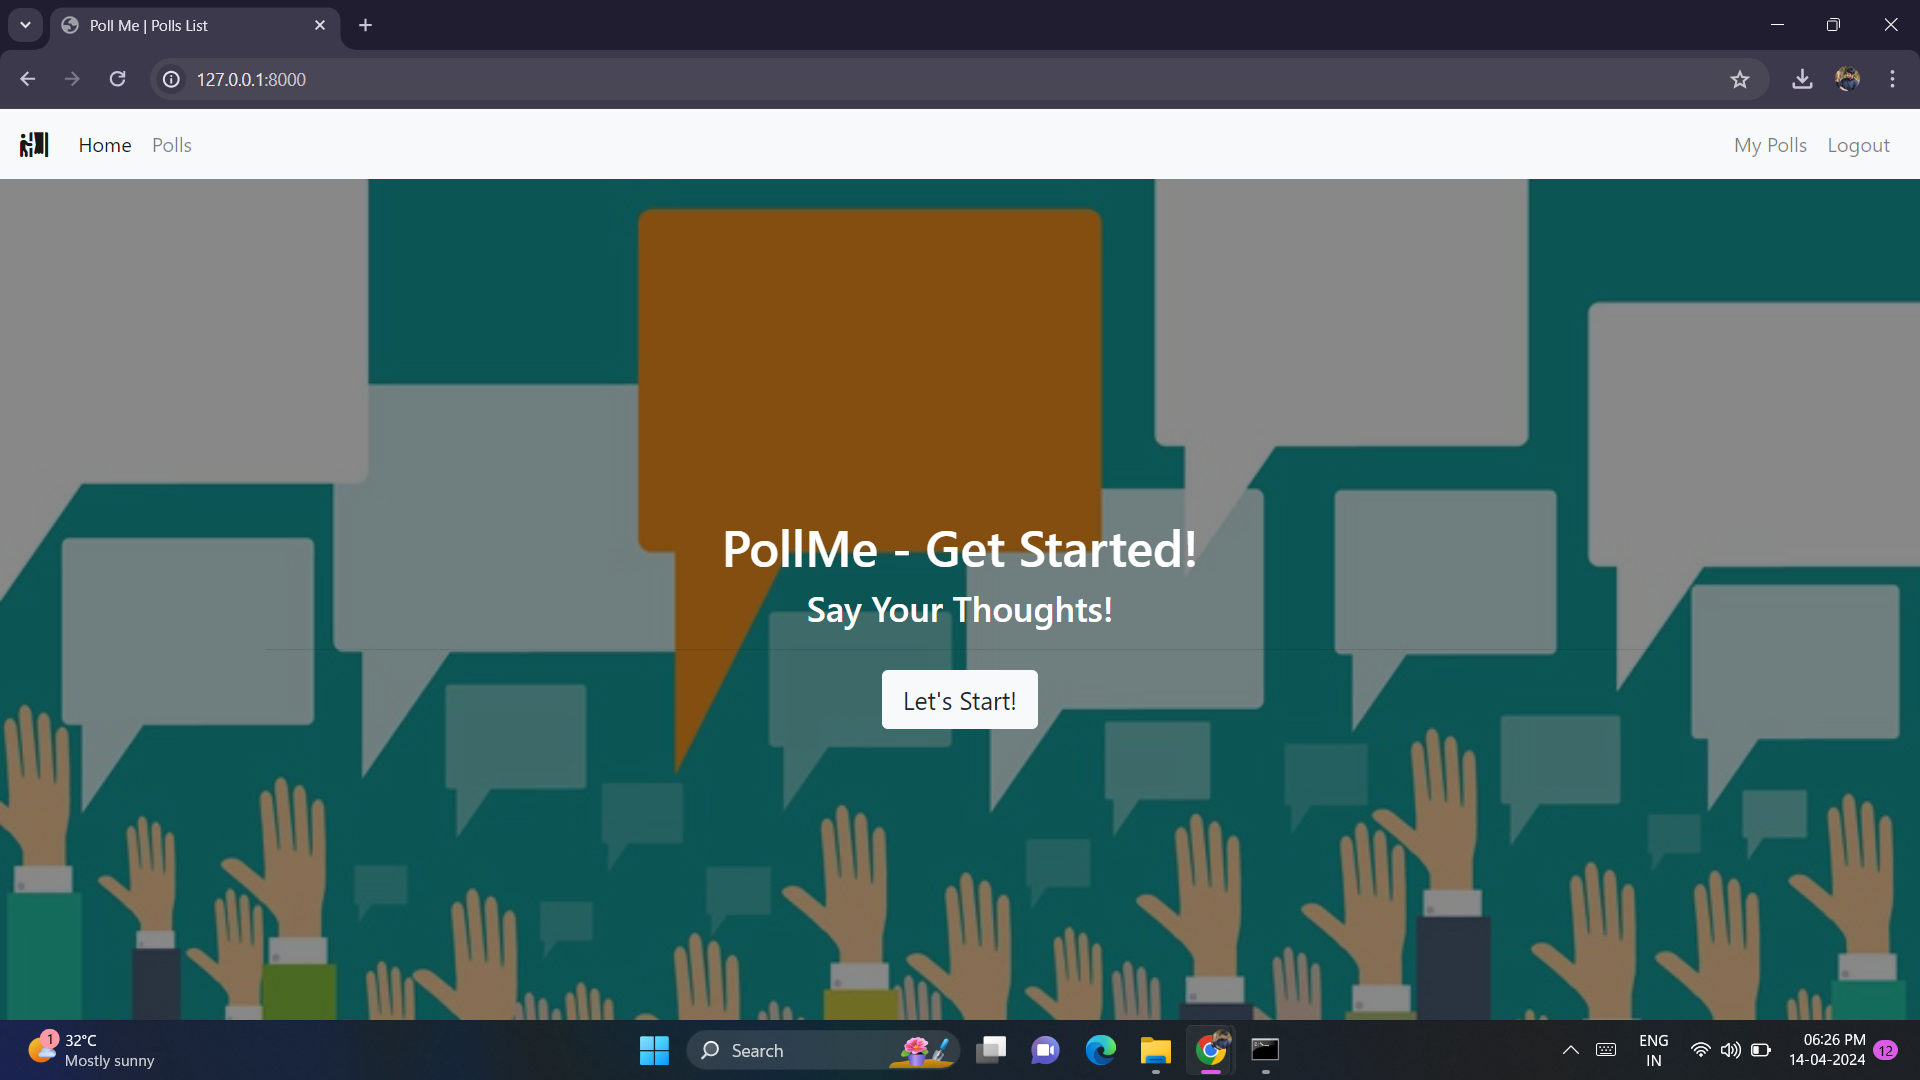 Poll Me | Polls List
127.0.0.1:8000
Home Polls My Polls Logout
PollMe - Get Started!
Say Your Thoughts!
Let's Start!
1
32°C
Mostly sunny
Search
ENG
IN
06:26 PM
14-04-2024
12